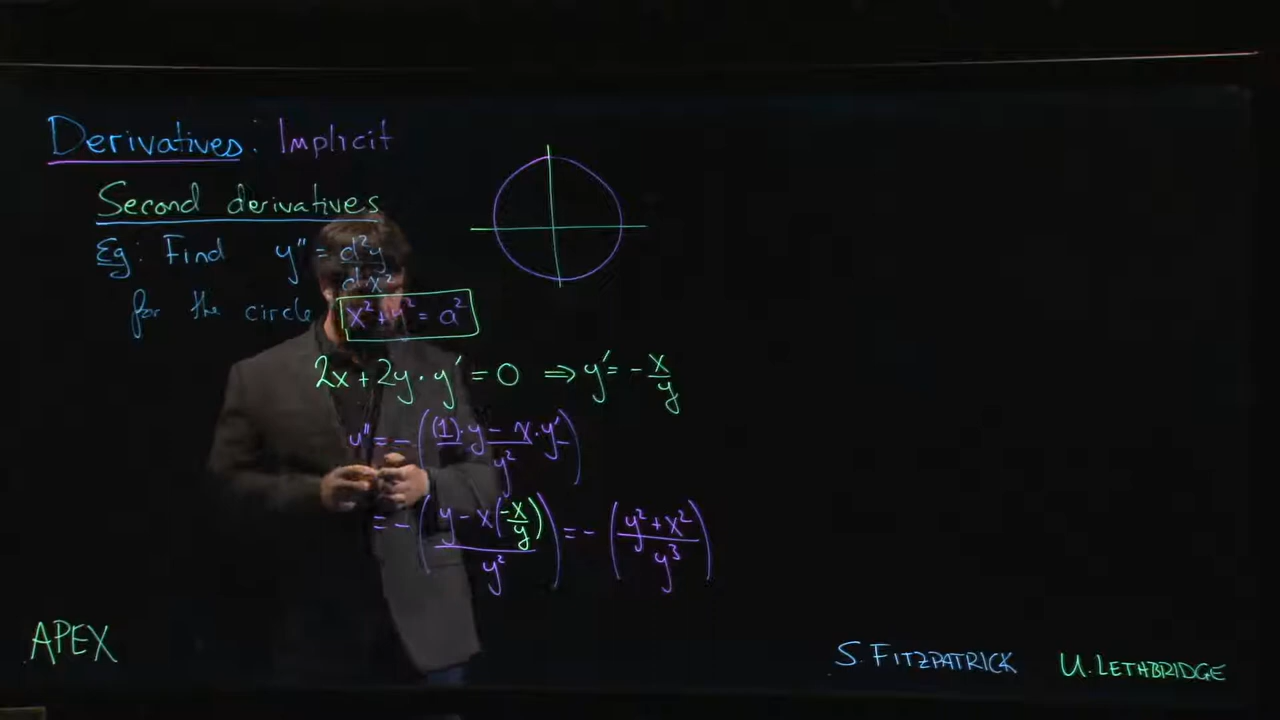 Derivatives: Implicit
Second derivatives
Eg: Find y'' = d²y/dx²
for the circle x² + y² = a²
2x + 2y · y' = 0 ⇒ y' = -x/y
y'' = -((1)·y - x·y' / y²)
= -(y - x(-x/y) / y²) = -(y² + x² / y³)
APEX
S. FITZPATRICK U. LETHBRIDGE